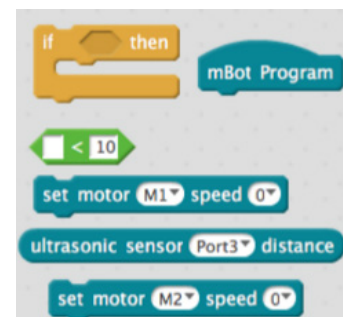 if then
mBot Program
< 10
set motor M1 speed 0
ultrasonic sensor Port3 distance
set motor M2 speed 0